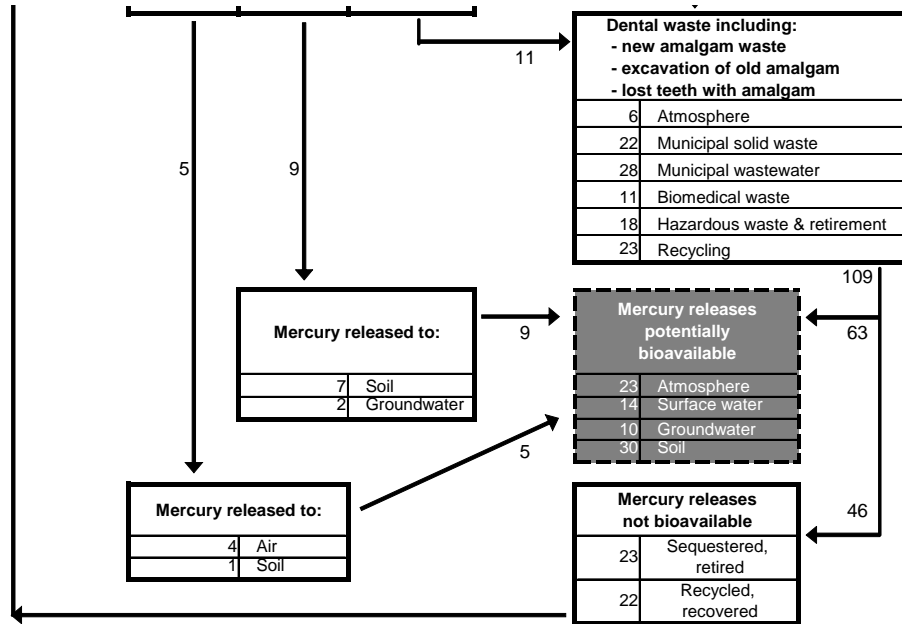 Dental waste including:
- new amalgam waste
- excavation of old amalgam
- lost teeth with amalgam
11
6 Atmosphere
22 Municipal solid waste
28 Municipal wastewater
11 Biomedical waste
18 Hazardous waste & retirement
23 Recycling
5
9
109
Mercury released to:
7 Soil
2 Groundwater
9
Mercury releases
potentially
bioavailable
23 Atmosphere
14 Surface water
10 Groundwater
30 Soil
63
5
Mercury released to:
4 Air
1 Soil
Mercury releases
not bioavailable
23 Sequestered,
retired
22 Recycled,
recovered
46